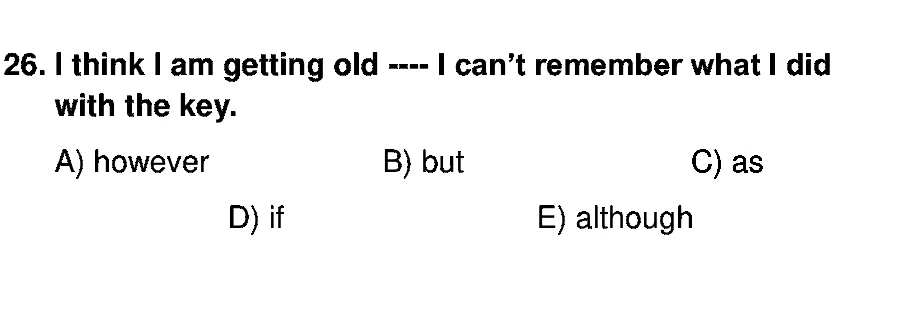 26. I think I am getting old ---- I can't remember what I did
with the key.
A) however B) but C) as
D) if E) although